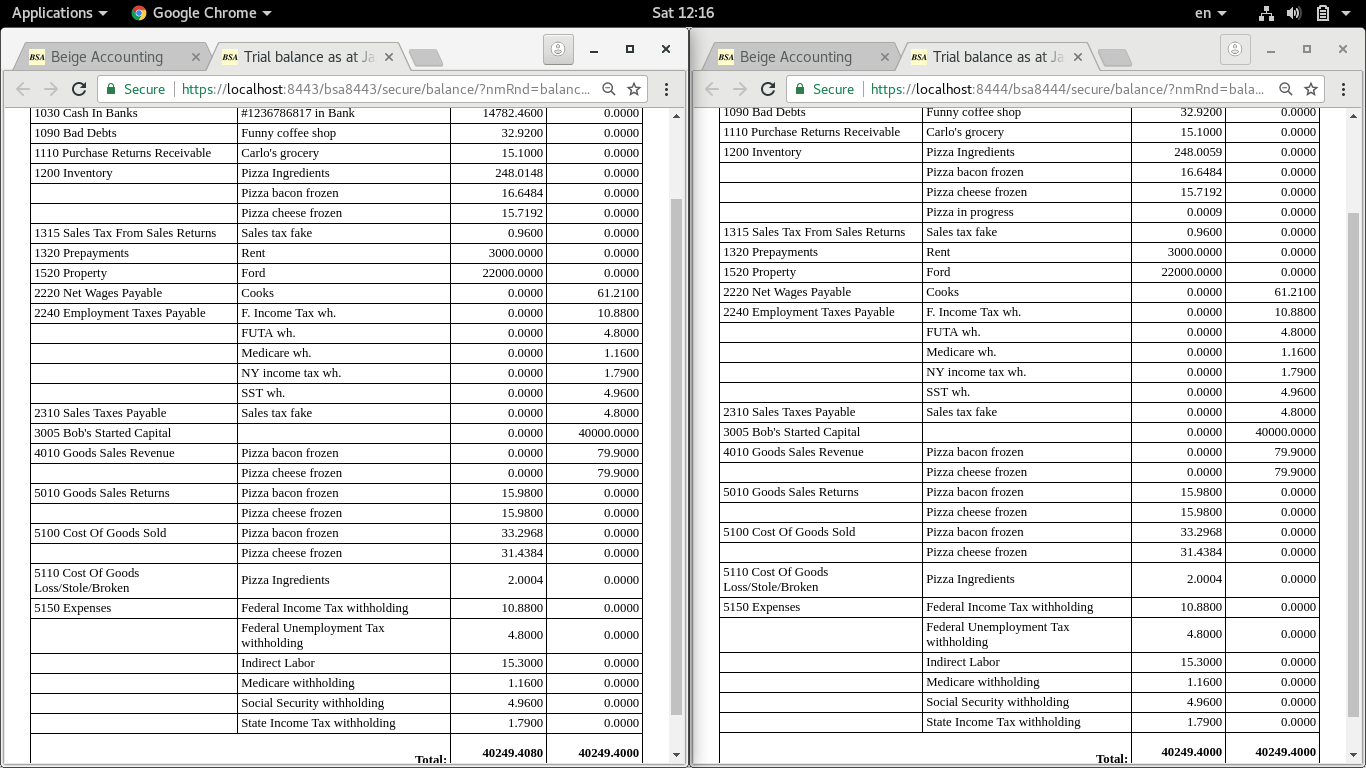 Applications Google Chrome Sat 12:16 en
BSA Beige Accounting BSA Trial balance as at Ja
Secure https://localhost:8443/bsa8443/secure/balance/?nmRnd=balanc...
1030 Cash In Banks #1236786817 in Bank 14782.4600 0.0000
1090 Bad Debts Funny coffee shop 32.9200 0.0000
1110 Purchase Returns Receivable Carlo's grocery 15.1000 0.0000
1200 Inventory Pizza Ingredients 248.0148 0.0000
Pizza bacon frozen 16.6484 0.0000
Pizza cheese frozen 15.7192 0.0000
1315 Sales Tax From Sales Returns Sales tax fake 0.9600 0.0000
1320 Prepayments Rent 3000.0000 0.0000
1520 Property Ford 22000.0000 0.0000
2220 Net Wages Payable Cooks 0.0000 61.2100
2240 Employment Taxes Payable F. Income Tax wh. 0.0000 10.8800
FUTA wh. 0.0000 4.8000
Medicare wh. 0.0000 1.1600
NY income tax wh. 0.0000 1.7900
SST wh. 0.0000 4.9600
2310 Sales Taxes Payable Sales tax fake 0.0000 4.8000
3005 Bob's Started Capital 0.0000 40000.0000
4010 Goods Sales Revenue Pizza bacon frozen 0.0000 79.9000
Pizza cheese frozen 0.0000 79.9000
5010 Goods Sales Returns Pizza bacon frozen 15.9800 0.0000
Pizza cheese frozen 15.9800 0.0000
5100 Cost Of Goods Sold Pizza bacon frozen 33.2968 0.0000
Pizza cheese frozen 31.4384 0.0000
5110 Cost Of Goods
Loss/Stole/Broken Pizza Ingredients 2.0004 0.0000
5150 Expenses Federal Income Tax withholding 10.8800 0.0000
Federal Unemployment Tax
withholding 4.8000 0.0000
Indirect Labor 15.3000 0.0000
Medicare withholding 1.1600 0.0000
Social Security withholding 4.9600 0.0000
State Income Tax withholding 1.7900 0.0000
Total: 40249.4080 40249.4000
BSA Beige Accounting BSA Trial balance as at Ja
Secure https://localhost:8444/bsa8444/secure/balance/?nmRnd=bala...
1090 Bad Debts Funny coffee shop 32.9200 0.0000
1110 Purchase Returns Receivable Carlo's grocery 15.1000 0.0000
1200 Inventory Pizza Ingredients 248.0059 0.0000
Pizza bacon frozen 16.6484 0.0000
Pizza cheese frozen 15.7192 0.0000
Pizza in progress 0.0009 0.0000
1315 Sales Tax From Sales Returns Sales tax fake 0.9600 0.0000
1320 Prepayments Rent 3000.0000 0.0000
1520 Property Ford 22000.0000 0.0000
2220 Net Wages Payable Cooks 0.0000 61.2100
2240 Employment Taxes Payable F. Income Tax wh. 0.0000 10.8800
FUTA wh. 0.0000 4.8000
Medicare wh. 0.0000 1.1600
NY income tax wh. 0.0000 1.7900
SST wh. 0.0000 4.9600
2310 Sales Taxes Payable Sales tax fake 0.0000 4.8000
3005 Bob's Started Capital 0.0000 40000.0000
4010 Goods Sales Revenue Pizza bacon frozen 0.0000 79.9000
Pizza cheese frozen 0.0000 79.9000
5010 Goods Sales Returns Pizza bacon frozen 15.9800 0.0000
Pizza cheese frozen 15.9800 0.0000
5100 Cost Of Goods Sold Pizza bacon frozen 33.2968 0.0000
Pizza cheese frozen 31.4384 0.0000
5110 Cost Of Goods
Loss/Stole/Broken Pizza Ingredients 2.0004 0.0000
5150 Expenses Federal Income Tax withholding 10.8800 0.0000
Federal Unemployment Tax
withholding 4.8000 0.0000
Indirect Labor 15.3000 0.0000
Medicare withholding 1.1600 0.0000
Social Security withholding 4.9600 0.0000
State Income Tax withholding 1.7900 0.0000
Total: 40249.4000 40249.4000